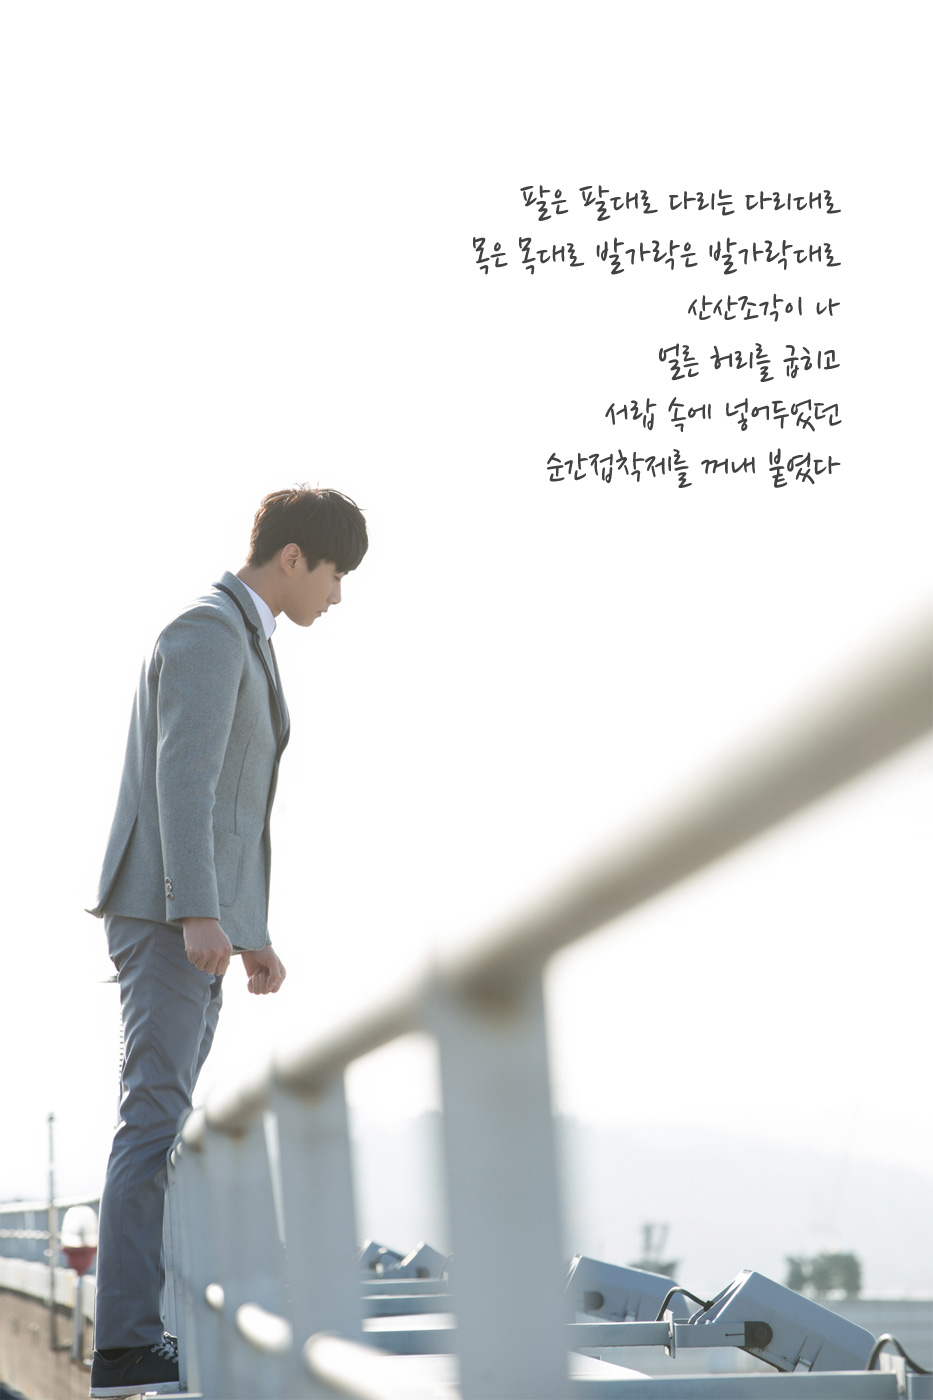 팔은 팔대로 다리는 다리대로
목은 목대로 발가락은 발가락대로
산산조각이 나
얼른 허리를 굽히고
서랍 속에 넣어두었던
순간접착제를 꺼내 붙였다